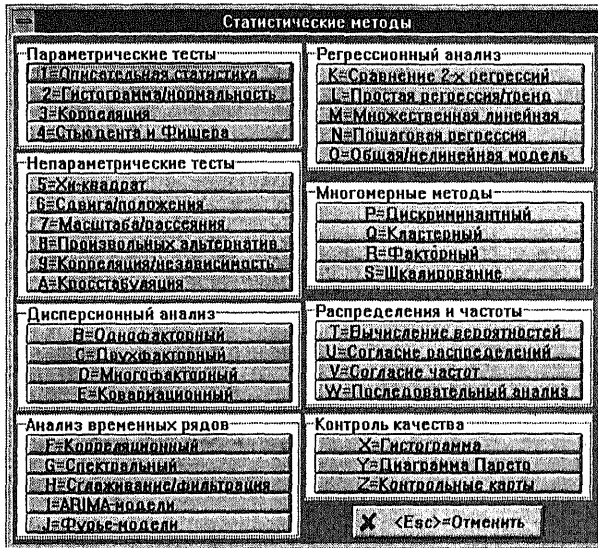 Статистические методы
Параметрические тесты
1=Описательная статистика
2=Гистограмма/нормальность
3=Корреляция
4=Стьюдента и Фишера
Непараметрические тесты
5=Хи-квадрат
6=Сдвига/положения
7=Масштаба/рассеяния
8=Произвольных альтернатив
9=Корреляция/независимость
A=Кросстабуляция
Дисперсионный анализ
B=Однофакторный
C=Двухфакторный
D=Многофакторный
E=Ковариационный
Анализ временных рядов
F=Корреляционный
G=Спектральный
H=Сглаживание/фильтрация
I=ARIMA-модели
J=Фурье-модели
Регрессионный анализ
K=Сравнение 2-х регрессий
L=Простая регрессия/тренд
M=Множественная линейная
N=Пошаговая регрессия
O=Общая/нелинейная модель
Многомерные методы
P=Дискриминантный
Q=Кластерный
R=Факторный
S=Шкалирование
Распределения и частоты
T=Вычисление вероятностей
U=Согласие распределений
V=Согласие частот
W=Последовательный анализ
Контроль качества
X=Гистограмма
Y=Диаграмма Парето
Z=Контрольные карты
<Esc>=Отменить